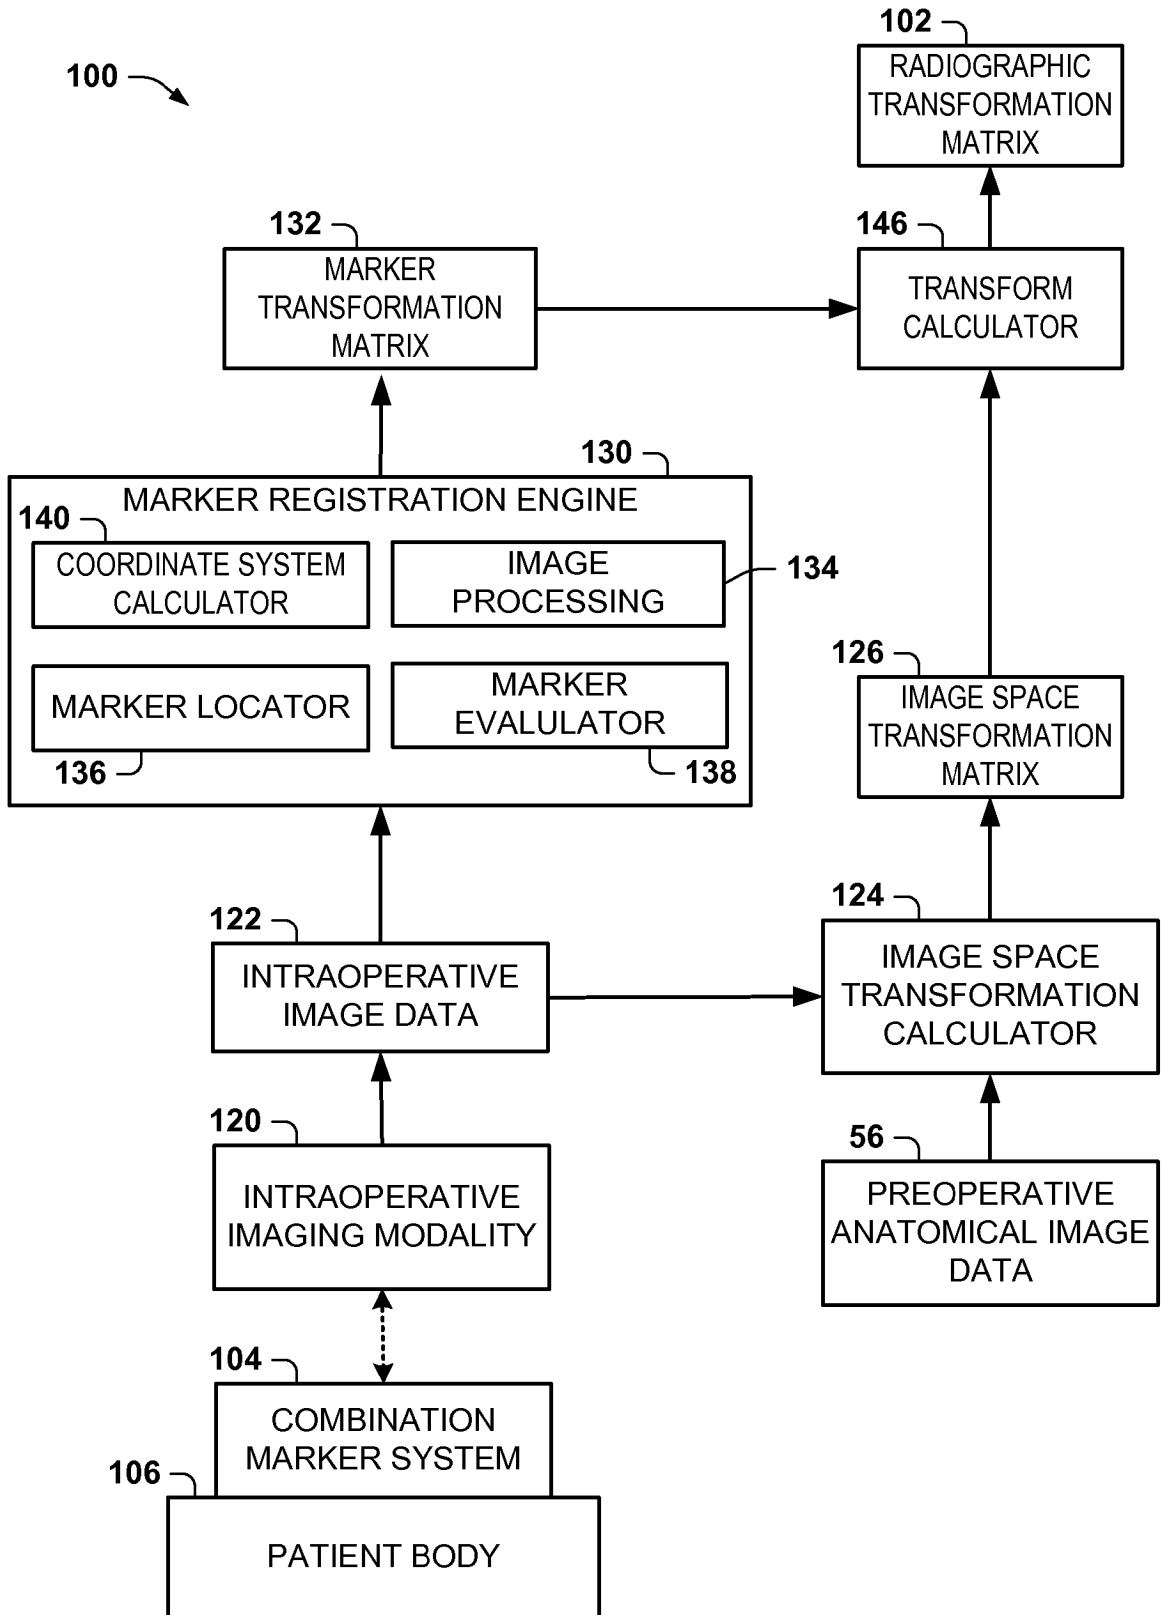 102
RADIOGRAPHIC
TRANSFORMATION
MATRIX
100
132
MARKER
TRANSFORMATION
MATRIX
146
TRANSFORM
CALCULATOR
130
MARKER REGISTRATION ENGINE
140
COORDINATE SYSTEM
CALCULATOR
IMAGE
PROCESSING
134
MARKER LOCATOR
136
MARKER
EVALULATOR
138
126
IMAGE SPACE
TRANSFORMATION
MATRIX
122
INTRAOPERATIVE
IMAGE DATA
124
IMAGE SPACE
TRANSFORMATION
CALCULATOR
120
INTRAOPERATIVE
IMAGING MODALITY
56
PREOPERATIVE
ANATOMICAL IMAGE
DATA
104
COMBINATION
MARKER SYSTEM
106
PATIENT BODY